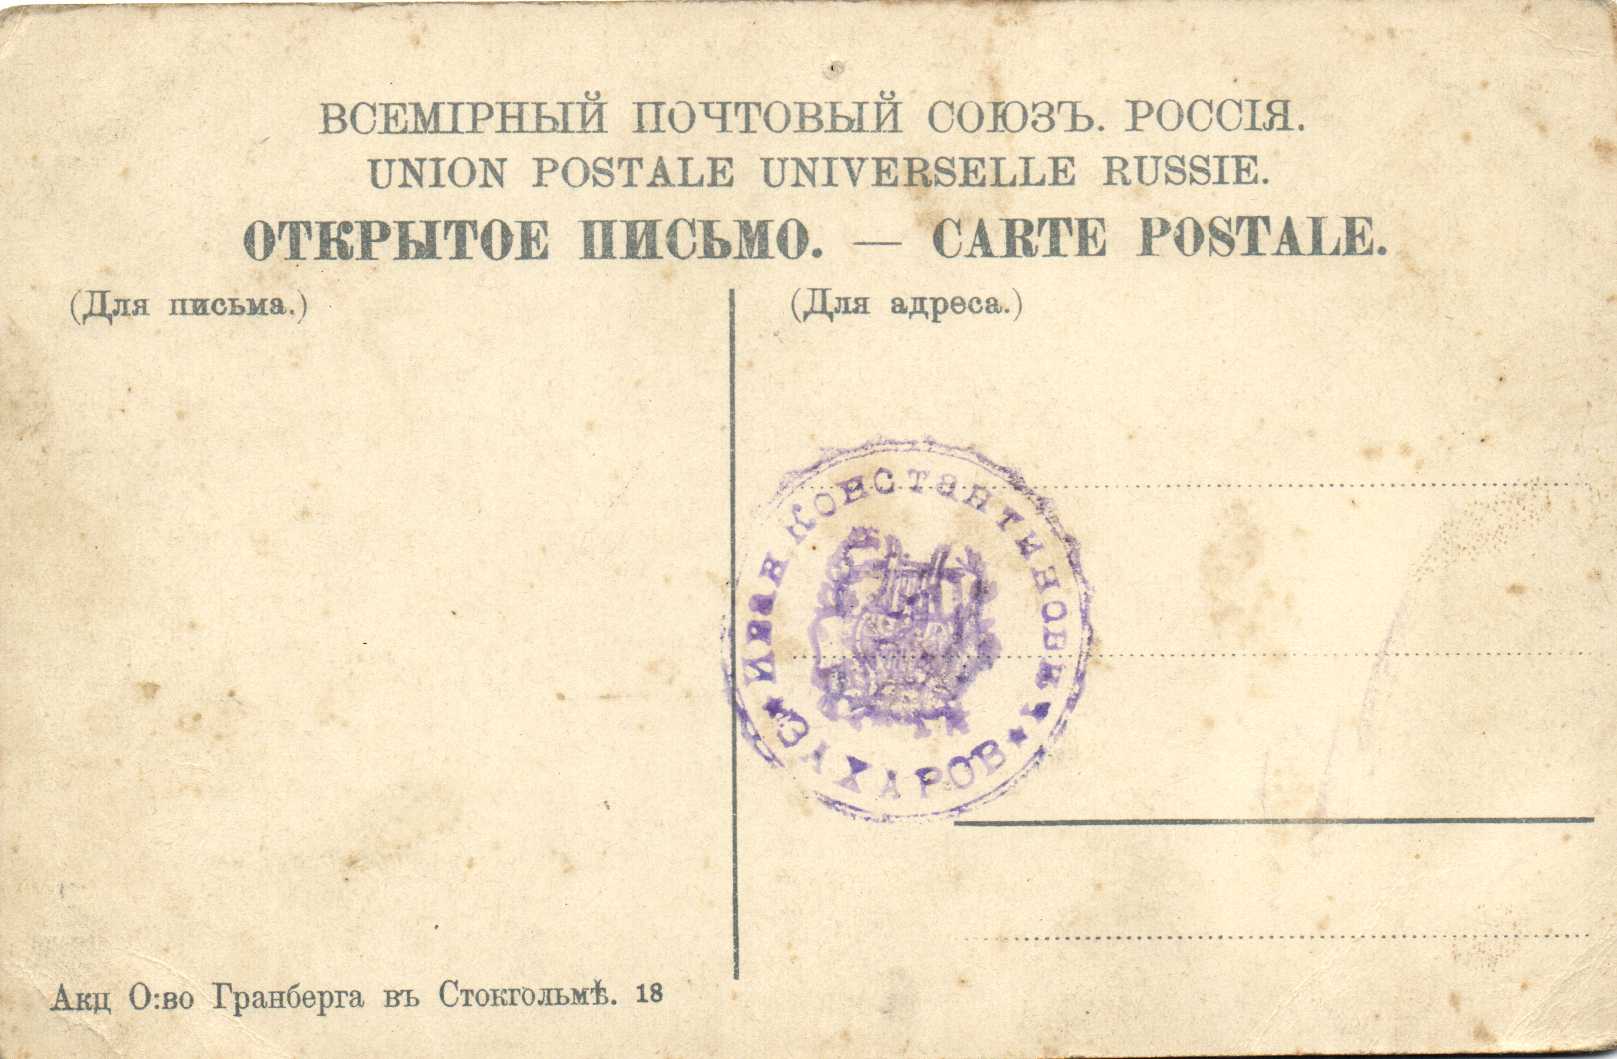 ВСЕМІРНЫЙ ПОЧТОВЫЙ СОЮЗЪ. РОССІЯ.
UNION POSTALE UNIVERSELLE RUSSIE.
ОТКРЫТОЕ ПИСЬМО. — CARTE POSTALE.
(Для письма.)
(Для адреса.)
★ Иван Константинович ★
ЗАХАРОВ
Акц О:во Гранберга въ Стокгольмѣ. 18